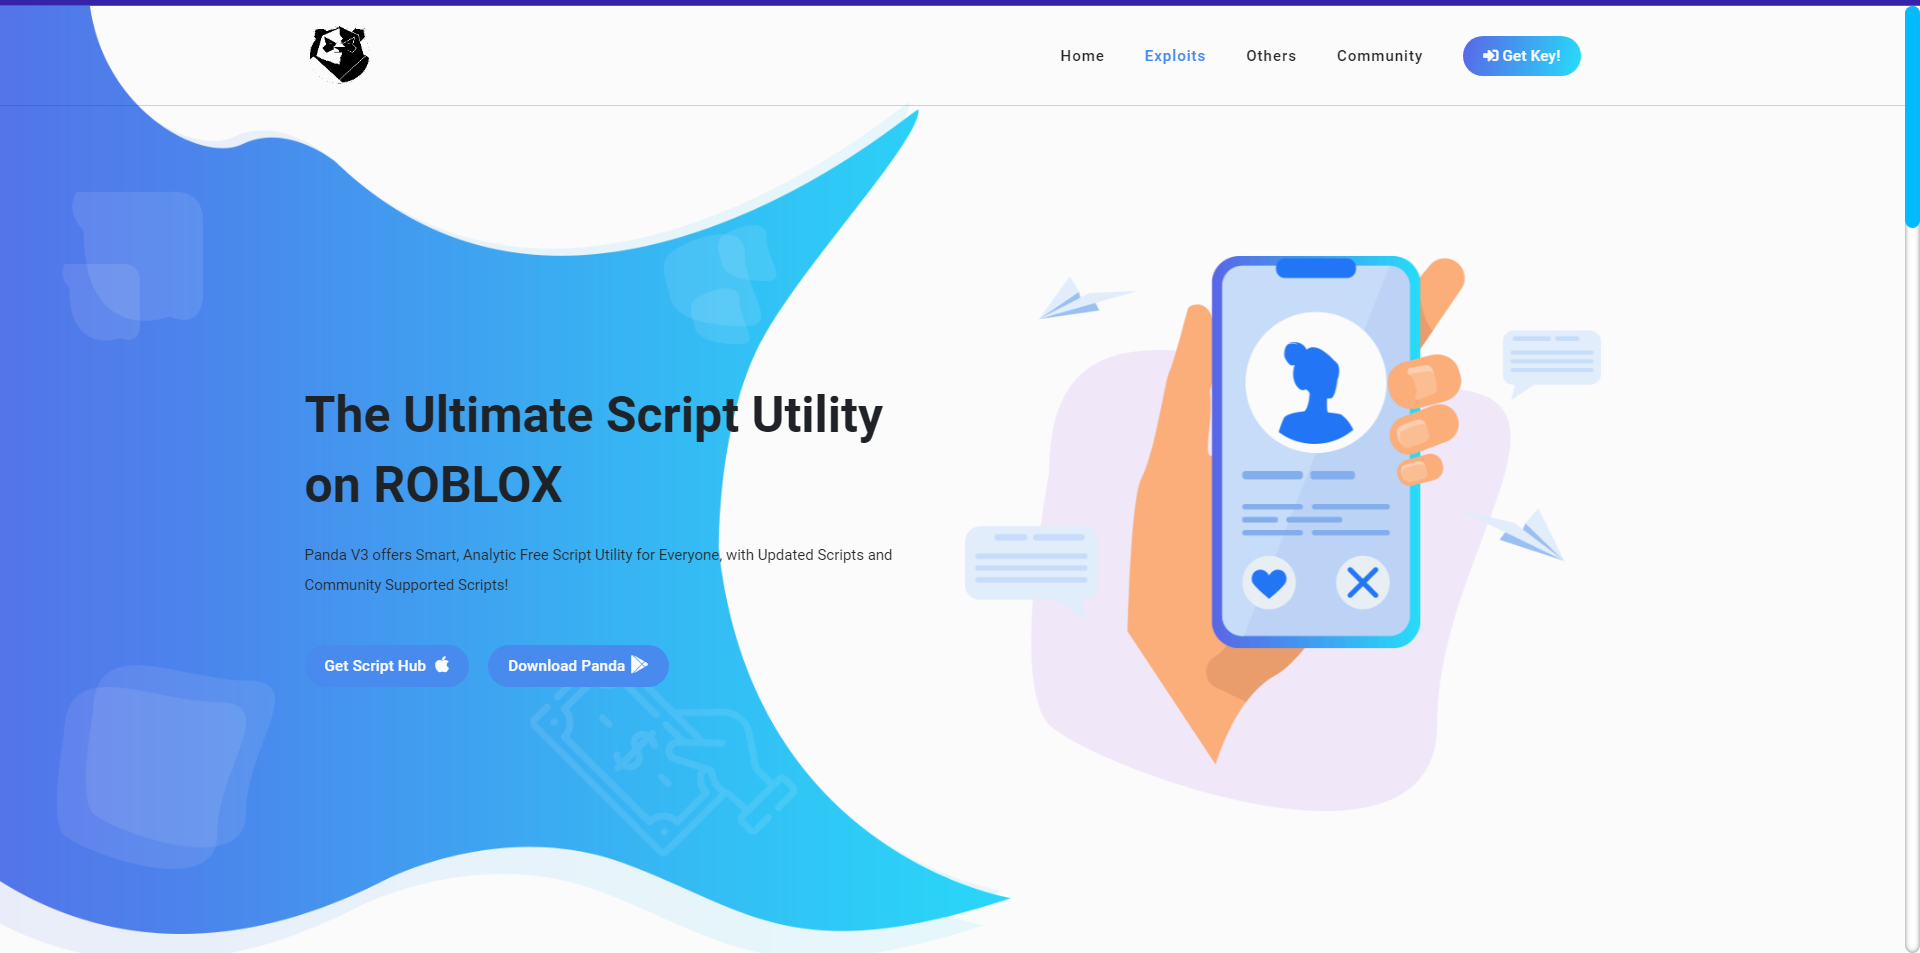 Home Exploits Others Community Get Key!
The Ultimate Script Utility
on ROBLOX
Panda V3 offers Smart, Analytic Free Script Utility for Everyone, with Updated Scripts and
Community Supported Scripts!
Get Script Hub Download Panda